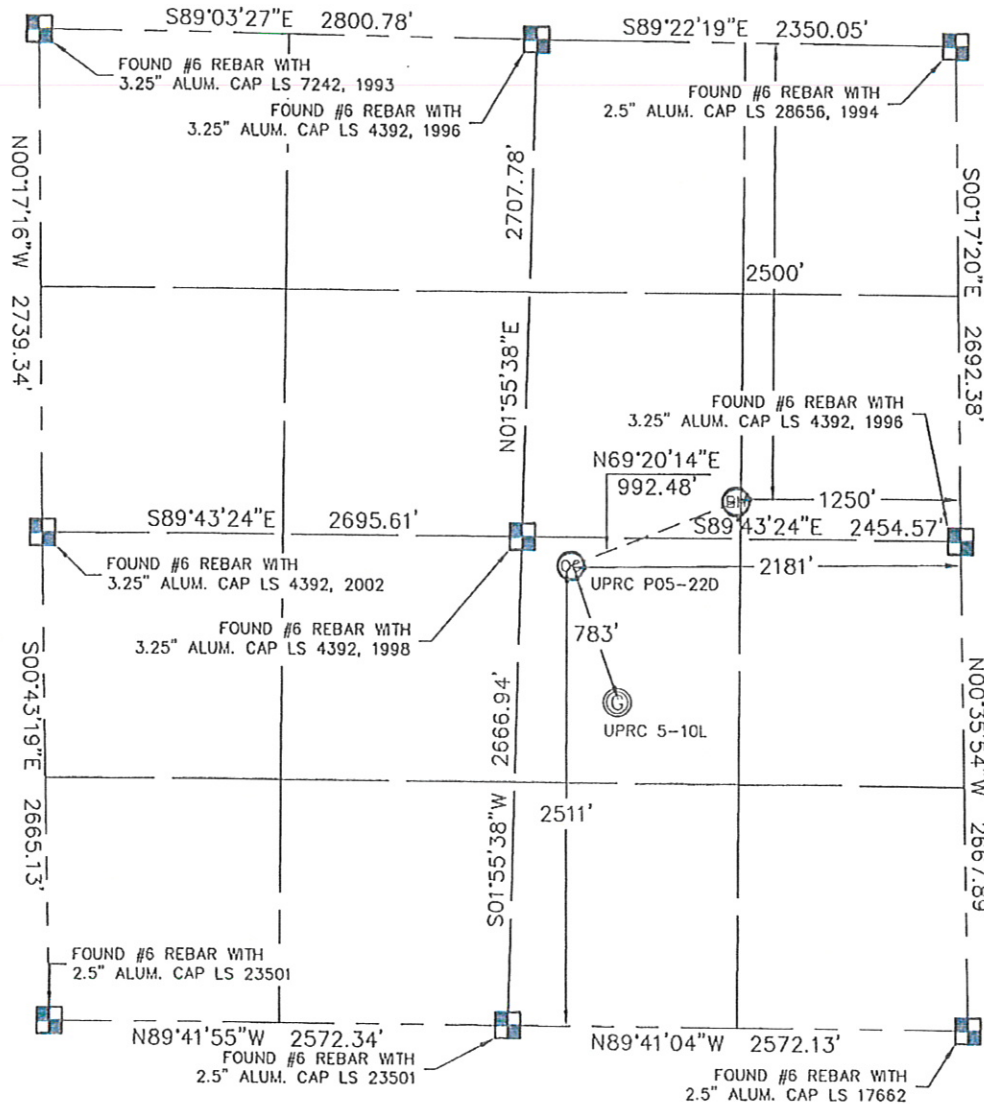 S89°03'27"E 2800.78'
S89°22'19"E 2350.05'
FOUND #6 REBAR WITH
3.25" ALUM. CAP LS 7242, 1993
FOUND #6 REBAR WITH
3.25" ALUM. CAP LS 4392, 1996
FOUND #6 REBAR WITH
2.5" ALUM. CAP LS 28656, 1994
N00°17'16"W 2739.34'
2707.78'
N01°55'38"E
2500'
S00°17'20"E 2692.38'
FOUND #6 REBAR WITH
3.25" ALUM. CAP LS 4392, 1996
N69°20'14"E
992.48'
BH
1250'
S89°43'24"E 2695.61'
S89°43'24"E 2454.57'
FOUND #6 REBAR WITH
3.25" ALUM. CAP LS 4392, 2002
UPRC P05-22D
2181'
FOUND #6 REBAR WITH
3.25" ALUM. CAP LS 4392, 1998
783'
G
UPRC 5-10L
S00°43'19"E 2665.13'
2666.94'
S01°55'38"W
2511'
N00°35'54"W 2667.89
FOUND #6 REBAR WITH
2.5" ALUM. CAP LS 23501
N89°41'55"W 2572.34'
FOUND #6 REBAR WITH
2.5" ALUM. CAP LS 23501
N89°41'04"W 2572.13'
FOUND #6 REBAR WITH
2.5" ALUM. CAP LS 17662